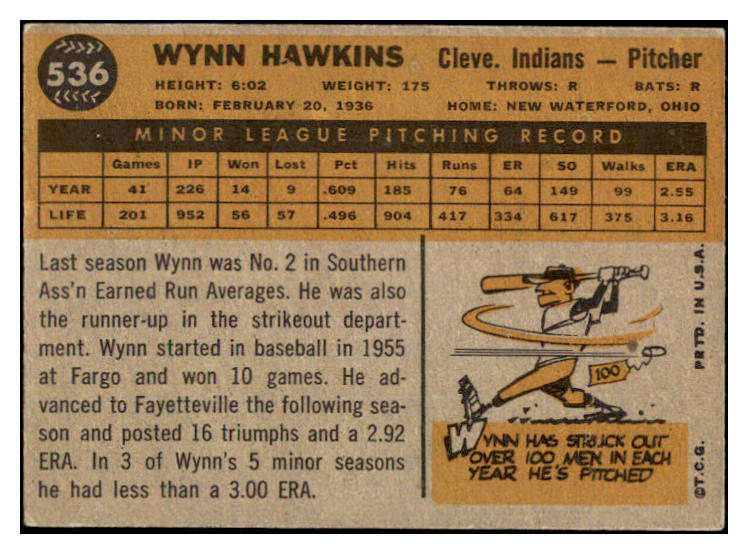 536
WYNN HAWKINS Cleve. Indians — Pitcher
HEIGHT: 6:02 WEIGHT: 175 THROWS: R BATS: R
BORN: FEBRUARY 20, 1936 HOME: NEW WATERFORD, OHIO
MINOR LEAGUE PITCHING RECORD
Games IP Won Lost Pct Hits Runs ER SO Walks ERA
YEAR 41 226 14 9 .609 185 76 64 149 99 2.55
LIFE 201 952 56 57 .496 904 417 334 617 375 3.16
Last season Wynn was No. 2 in Southern
Ass'n Earned Run Averages. He was also
the runner-up in the strikeout depart-
ment. Wynn started in baseball in 1955
at Fargo and won 10 games. He ad-
vanced to Fayetteville the following sea-
son and posted 16 triumphs and a 2.92
ERA. In 3 of Wynn's 5 minor seasons
he had less than a 3.00 ERA.
100
WYNN HAS STRUCK OUT
OVER 100 MEN IN EACH
YEAR HE'S PITCHED
©T.C.G. PRTD. IN U.S.A.